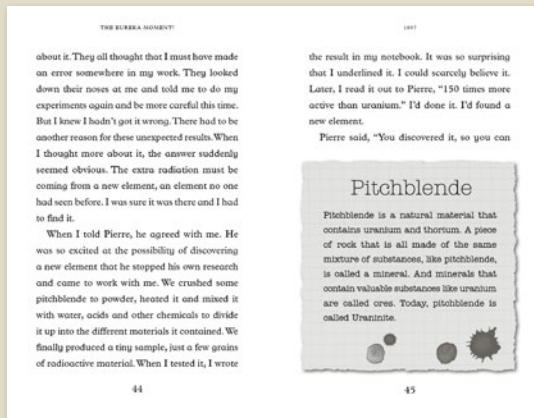 THE EUREKA MOMENT!
about it. They all thought that I must have made
an error somewhere in my work. They looked
down their noses at me and told me to do my
experiments again and be more careful this time.
But I knew I hadn't got it wrong. There had to be
another reason for these unexpected results. When
I thought more about it, the answer suddenly
seemed obvious. The extra radiation must be
coming from a new element, an element no one
had seen before. I was sure it was there and I had
to find it.
When I told Pierre, he agreed with me. He
was so excited at the possibility of discovering
a new element that he stopped his own research
and came to work with me. We crushed some
pitchblende to powder, heated it and mixed it
with water, acids and other chemicals to divide
it up into the different materials it contained. We
finally produced a tiny sample, just a few grains
of radioactive material. When I tested it, I wrote
44
1897
the result in my notebook. It was so surprising
that I underlined it. I could scarcely believe it.
Later, I read it out to Pierre, "150 times more
active than uranium." I'd done it. I'd found a
new element.
Pierre said, "You discovered it, so you can
Pitchblende
Pitchblende is a natural material that
contains uranium and thorium. A piece
of rock that is all made of the same
mixture of substances, like pitchblende,
is called a mineral. And minerals that
contain valuable substances like uranium
are called ores. Today, pitchblende is
called Uraninite.
45